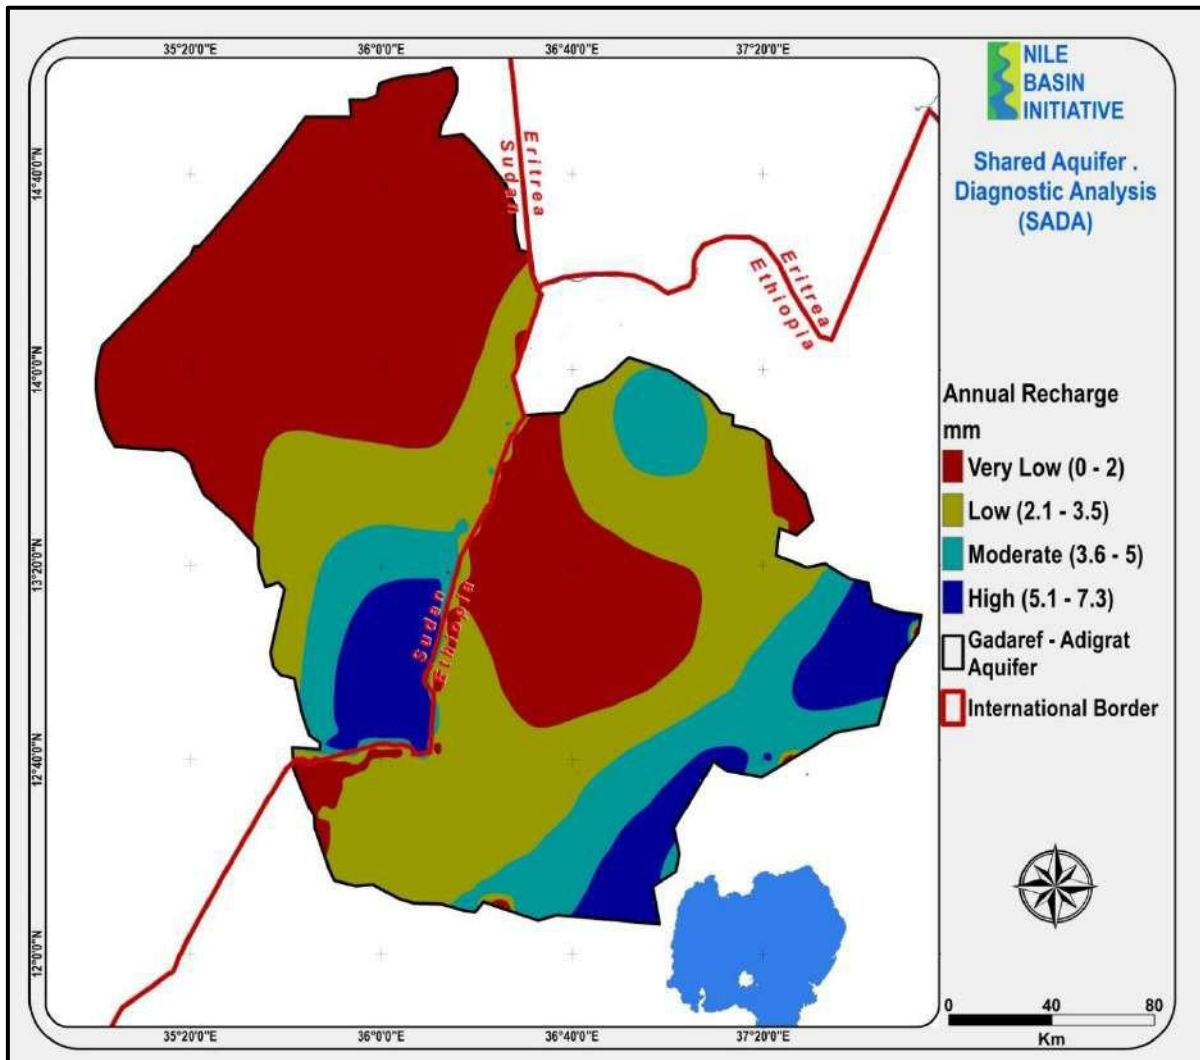 35°20'0"E
36°0'0"E
36°40'0"E
37°20'0"E
NILE
BASIN
INITIATIVE
Shared Aquifer .
Diagnostic Analysis
(SADA)
14°40'0"N
14°0'0"N
13°20'0"N
12°40'0"N
12°0'0"N
Eritrea
Sudan
Eritrea
Ethiopia
Sudan
Ethiopia
Annual Recharge
mm
Very Low (0 - 2)
Low (2.1 - 3.5)
Moderate (3.6 - 5)
High (5.1 - 7.3)
Gadaref - Adigrat
Aquifer
International Border
0 40 80
Km
35°20'0"E
36°0'0"E
36°40'0"E
37°20'0"E